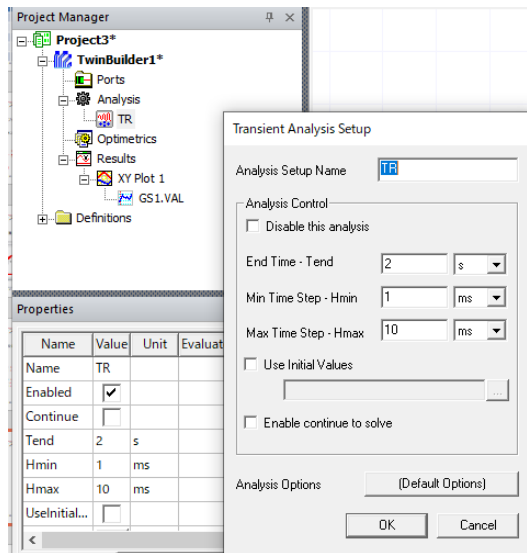 Project Manager
Project3*
TwinBuilder1*
Ports
Analysis
TR
Optimetrics
Results
XY Plot 1
GS1.VAL
Definitions
Properties
Name Value Unit Evaluat
Name TR
Enabled
Continue
Tend 2 s
Hmin 1 ms
Hmax 10 ms
UseInitial...
Transient Analysis Setup
Analysis Setup Name TR
Analysis Control
Disable this analysis
End Time - Tend 2 s
Min Time Step - Hmin 1 ms
Max Time Step - Hmax 10 ms
Use Initial Values
...
Enable continue to solve
Analysis Options (Default Options)
OK Cancel